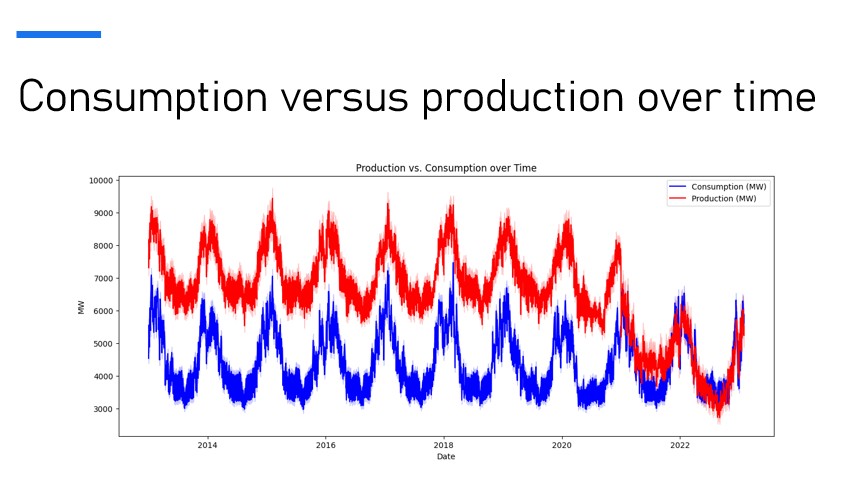 Consumption versus production over time
Production vs. Consumption over Time
10000
9000
8000
7000
6000
5000
4000
3000
MW
Consumption (MW)
Production (MW)
2014
2016
2018
2020
2022
Date